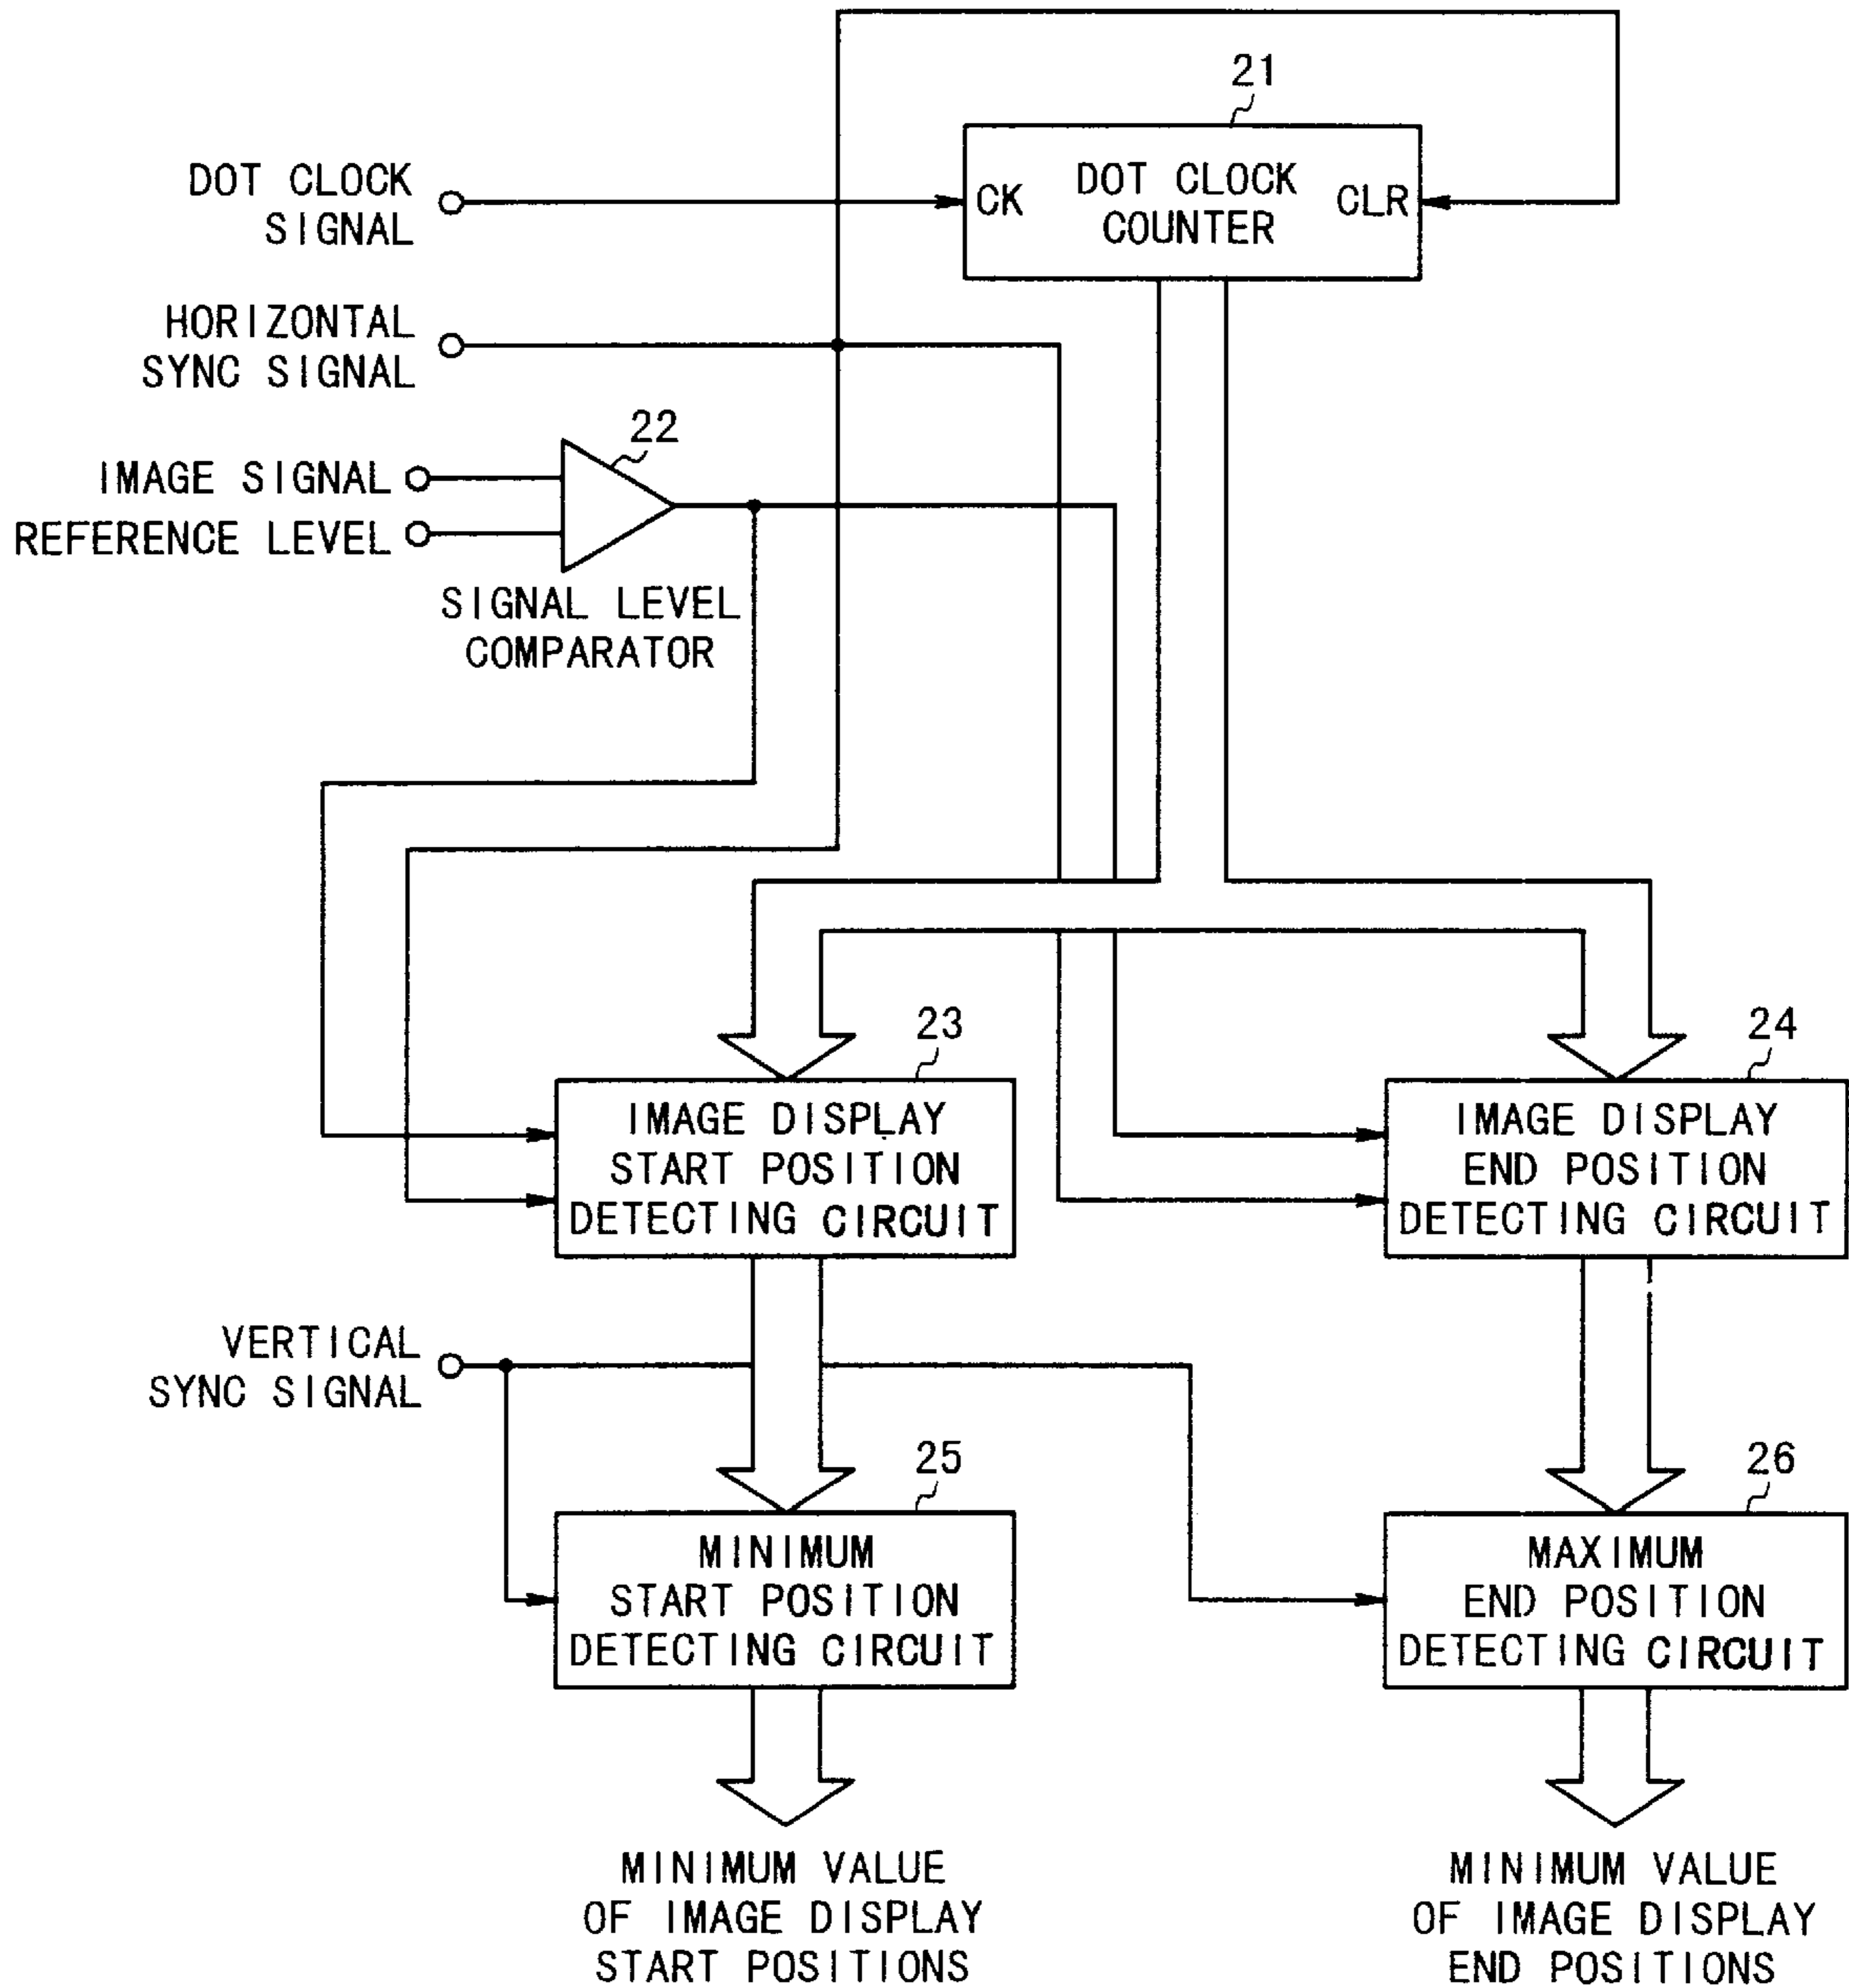 21
DOT CLOCK
SIGNAL
CK
DOT CLOCK
COUNTER
CLR
HORIZONTAL
SYNC SIGNAL
22
IMAGE SIGNAL
REFERENCE LEVEL
SIGNAL LEVEL
COMPARATOR
23
24
IMAGE DISPLAY
START POSITION
DETECTING CIRCUIT
IMAGE DISPLAY
END POSITION
DETECTING CIRCUIT
VERTICAL
SYNC SIGNAL
25
26
MINIMUM
START POSITION
DETECTING CIRCUIT
MAXIMUM
END POSITION
DETECTING CIRCUIT
MINIMUM VALUE
OF IMAGE DISPLAY
START POSITIONS
MINIMUM VALUE
OF IMAGE DISPLAY
END POSITIONS